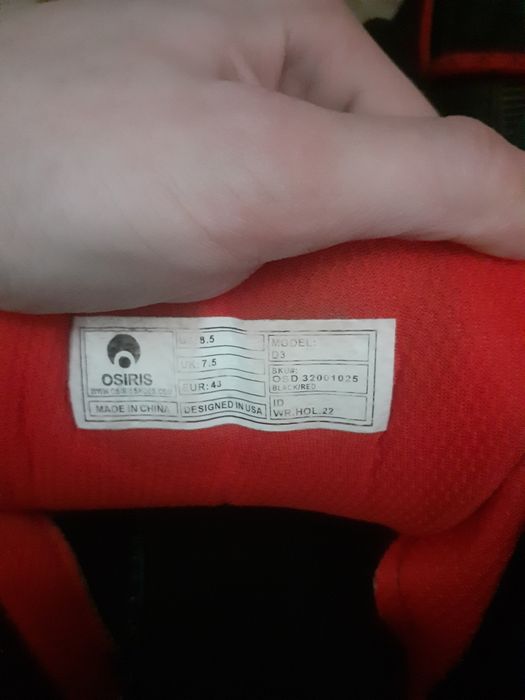 OSIRIS
MADE IN CHINA
8.5
UK: 7.5
EUR: 43
DESIGNED IN USA
MODEL:
D3
SKU#:
OSD 32001025
BLACK/RED
ID
WR.HOL.22